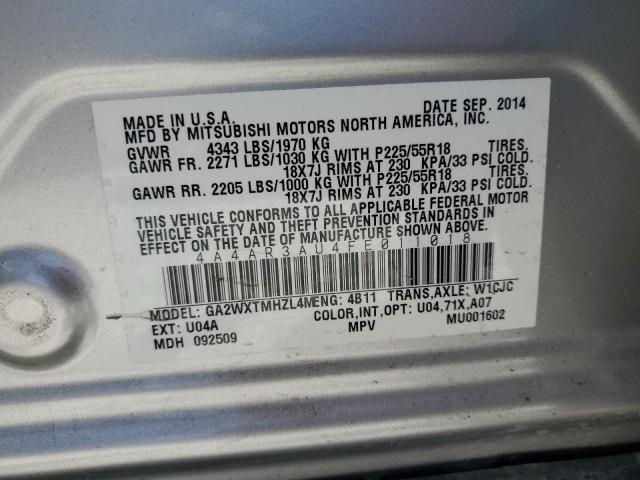 MADE IN U.S.A. DATE SEP. 2014
MFD BY MITSUBISHI MOTORS NORTH AMERICA, INC.
GVWR 4343 LBS/1970 KG
GAWR FR. 2271 LBS/1030 KG WITH P225/55R18 TIRES.
18X7J RIMS AT 230 KPA/33 PSI COLD.
GAWR RR. 2205 LBS/1000 KG WITH P225/55R18 TIRES.
18X7J RIMS AT 230 KPA/33 PSI COLD.
THIS VEHICLE CONFORMS TO ALL APPLICABLE FEDERAL MOTOR
VEHICLE SAFETY AND THEFT PREVENTION STANDARDS IN
EFFECT ON THE DATE OF MANUFACTURE SHOWN ABOVE.
4A4AR3AU4FE011018
MODEL: GA2WXTMHZL4MENG: 4B11 TRANS,AXLE: W1CJC
EXT: U04A COLOR,INT,OPT: U04,71X,A07
MDH 092509 MPV MU001602